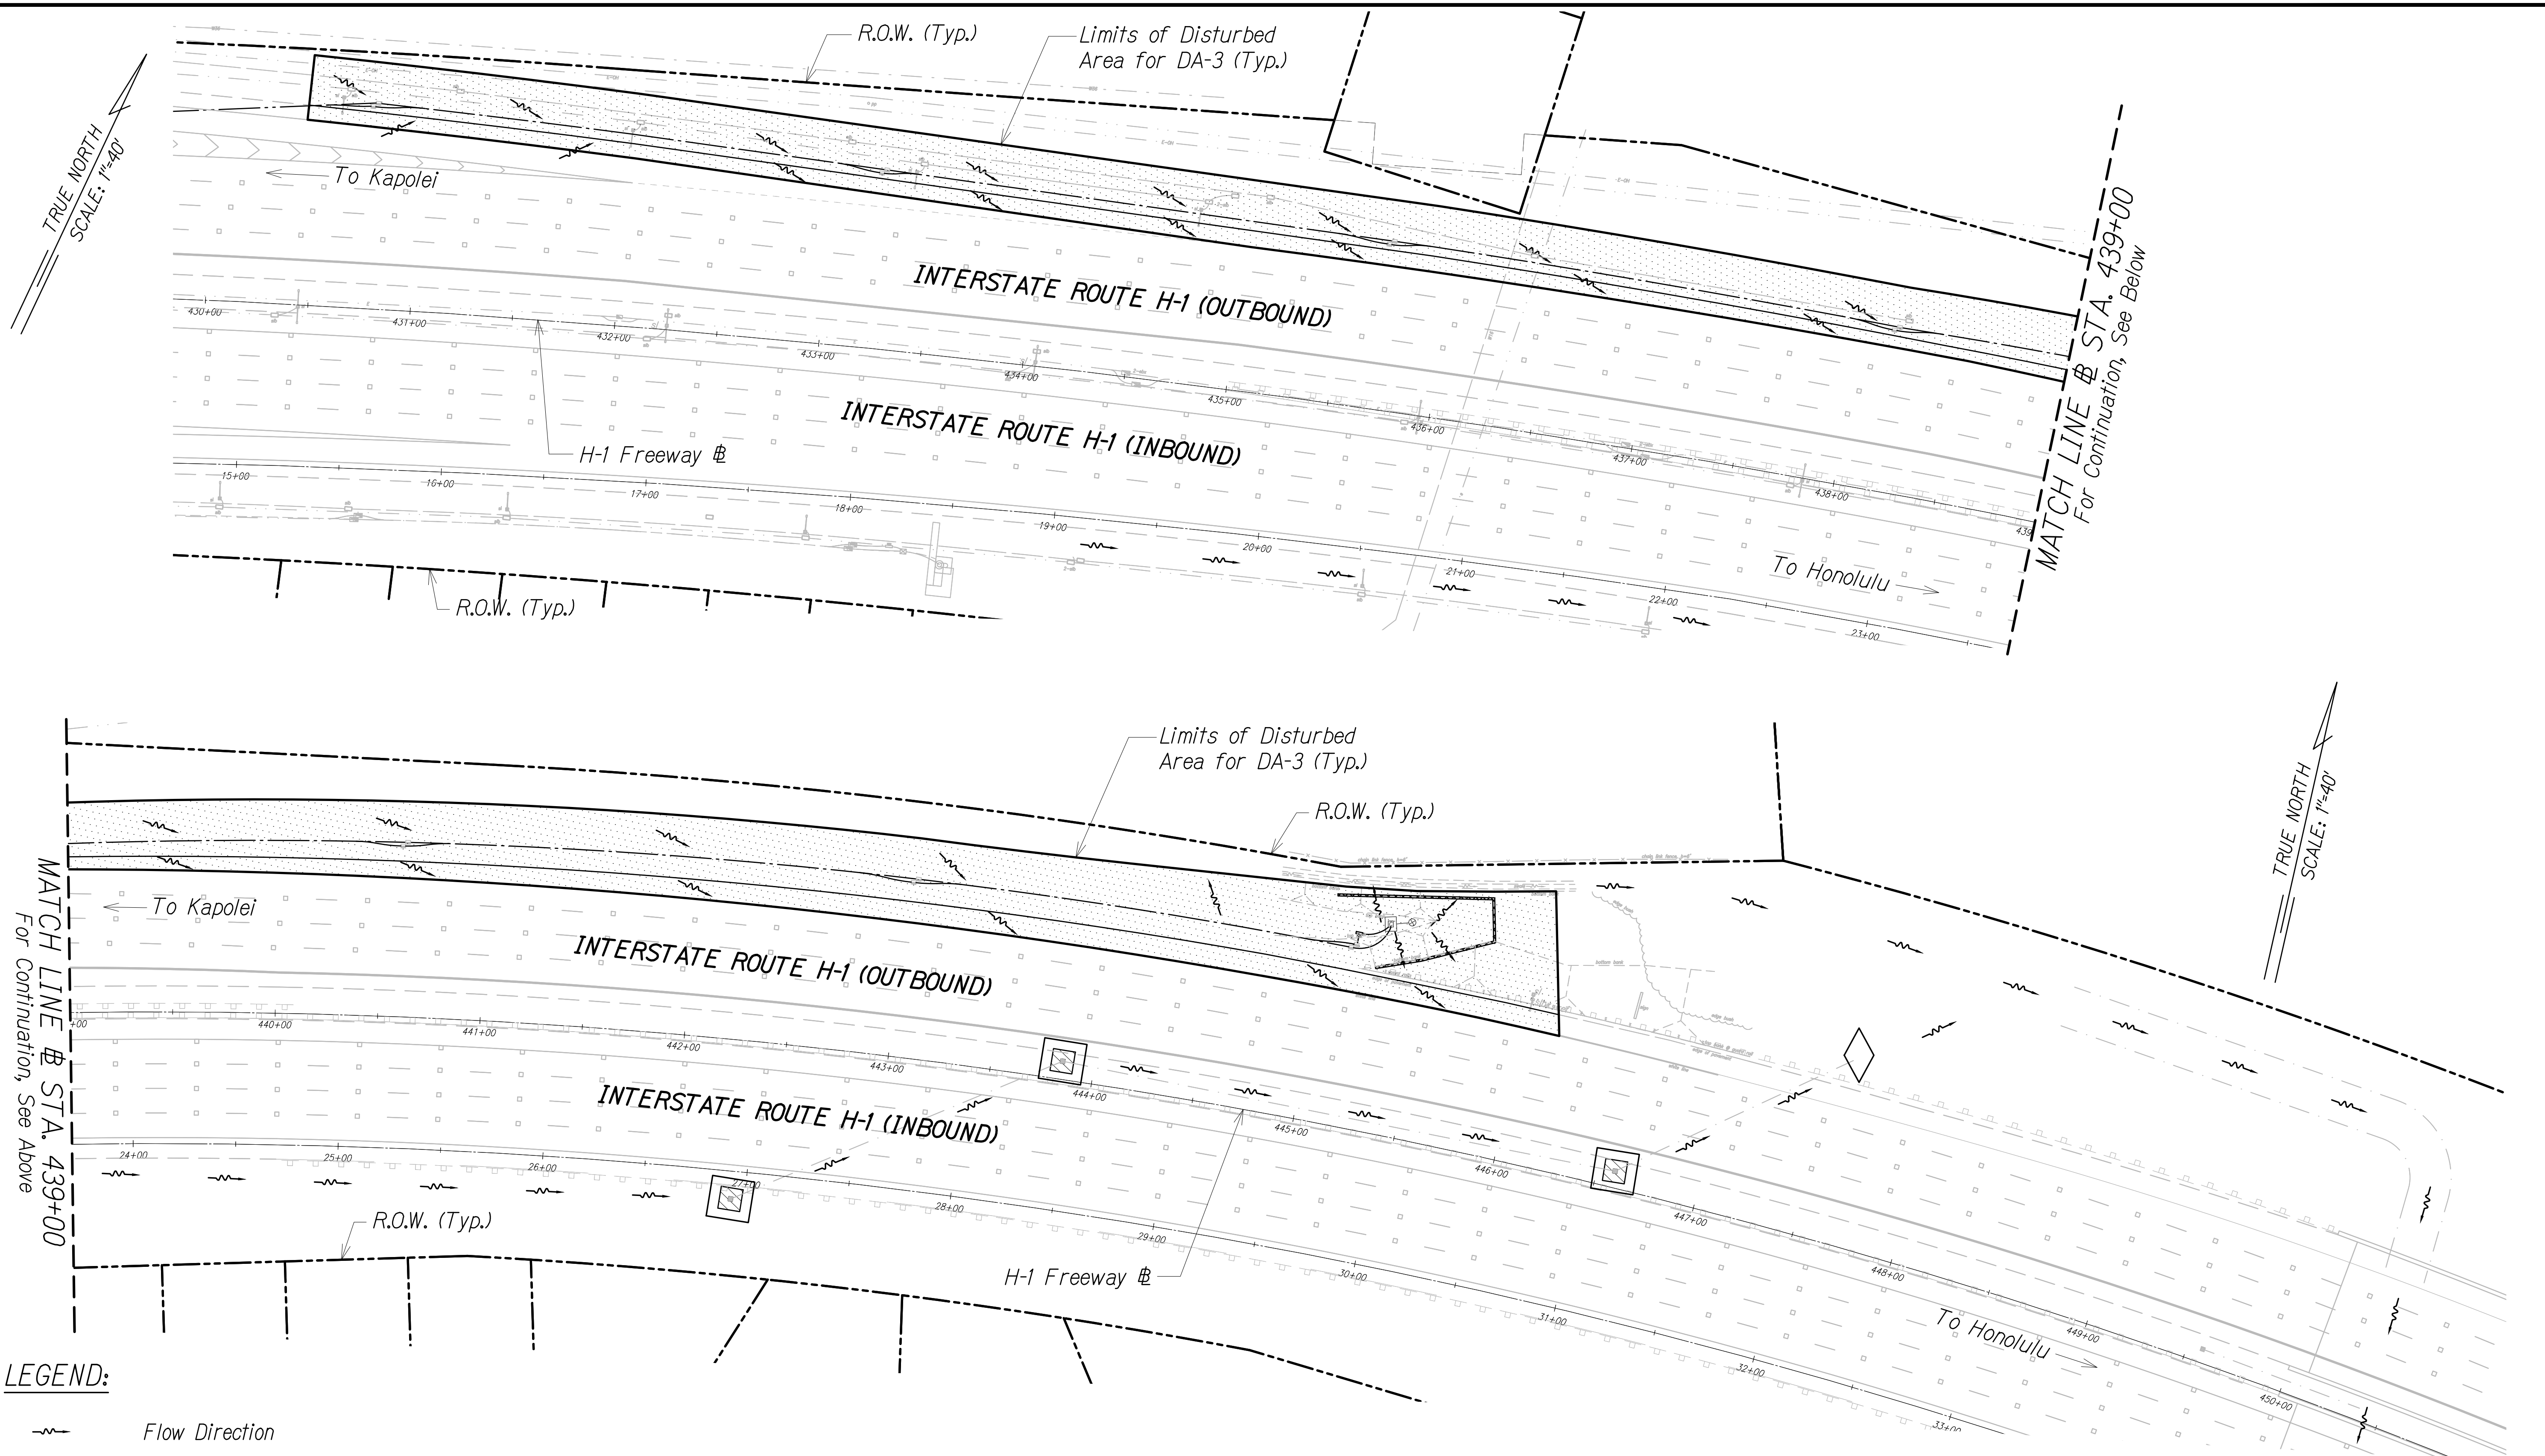 R.O.W. (Typ.)
Limits of Disturbed
Area for DA-3 (Typ.)
TRUE NORTH
SCALE: 1"=40'
To Kapolei
INTERSTATE ROUTE H-1 (OUTBOUND)
430+00
431+00
432+00
433+00
434+00
435+00
436+00
437+00
438+00
439
INTERSTATE ROUTE H-1 (INBOUND)
H-1 Freeway ⅊
15+00
16+00
17+00
18+00
19+00
20+00
21+00
22+00
23+00
To Honolulu
R.O.W. (Typ.)
MATCH LINE ⅊ STA. 439+00
For Continuation, See Below
Limits of Disturbed
Area for DA-3 (Typ.)
R.O.W. (Typ.)
TRUE NORTH
SCALE: 1"=40'
MATCH LINE ⅊ STA. 439+00
For Continuation, See Above
To Kapolei
INTERSTATE ROUTE H-1 (OUTBOUND)
+00
440+00
441+00
442+00
443+00
444+00
445+00
446+00
447+00
448+00
449+00
450+00
INTERSTATE ROUTE H-1 (INBOUND)
24+00
25+00
26+00
27+00
28+00
29+00
30+00
31+00
32+00
33+00
R.O.W. (Typ.)
H-1 Freeway ⅊
To Honolulu
LEGEND:
Flow Direction